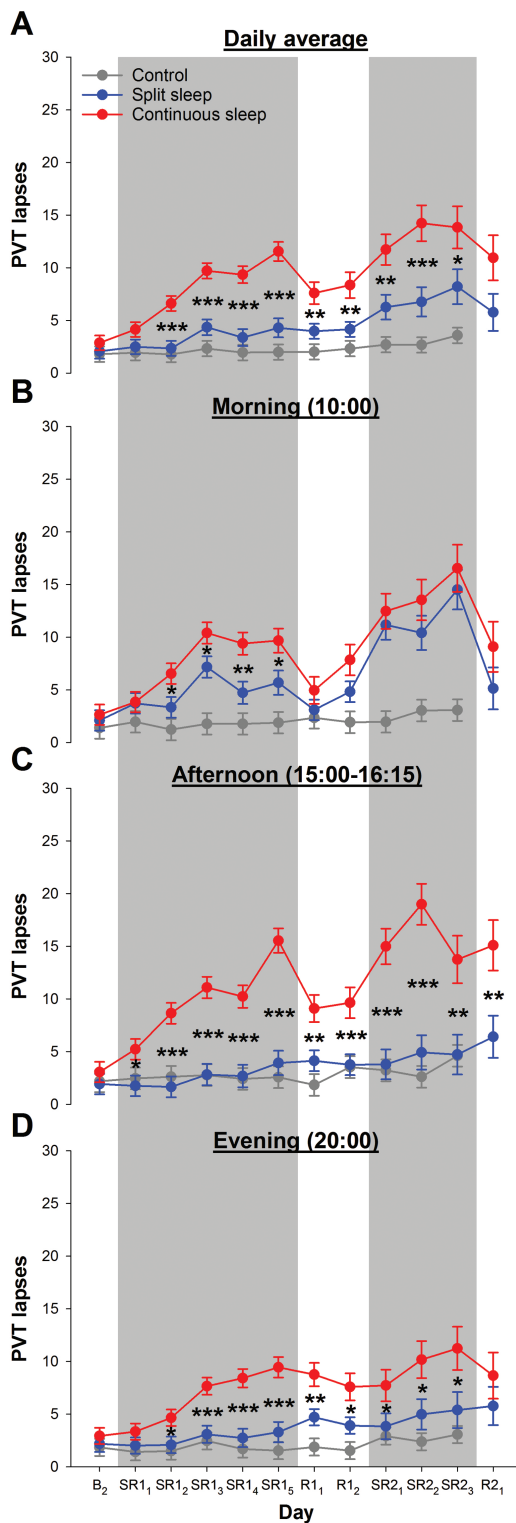 A
Daily average
30
25
20
15
10
5
0
PVT lapses
Control
Split sleep
Continuous sleep
*** *** *** *** ** ** ** *** *
B
Morning (10:00)
30
25
20
15
10
5
0
PVT lapses
* * ** *
C
Afternoon (15:00-16:15)
30
25
20
15
10
5
0
PVT lapses
* *** *** *** *** ** *** *** *** ** **
D
Evening (20:00)
30
25
20
15
10
5
0
PVT lapses
* *** *** *** ** * * * *
B₂ SR1₁ SR1₂ SR1₃ SR1₄ SR1₅ R1₁ R1₂ SR2₁ SR2₂ SR2₃ R2₁
Day